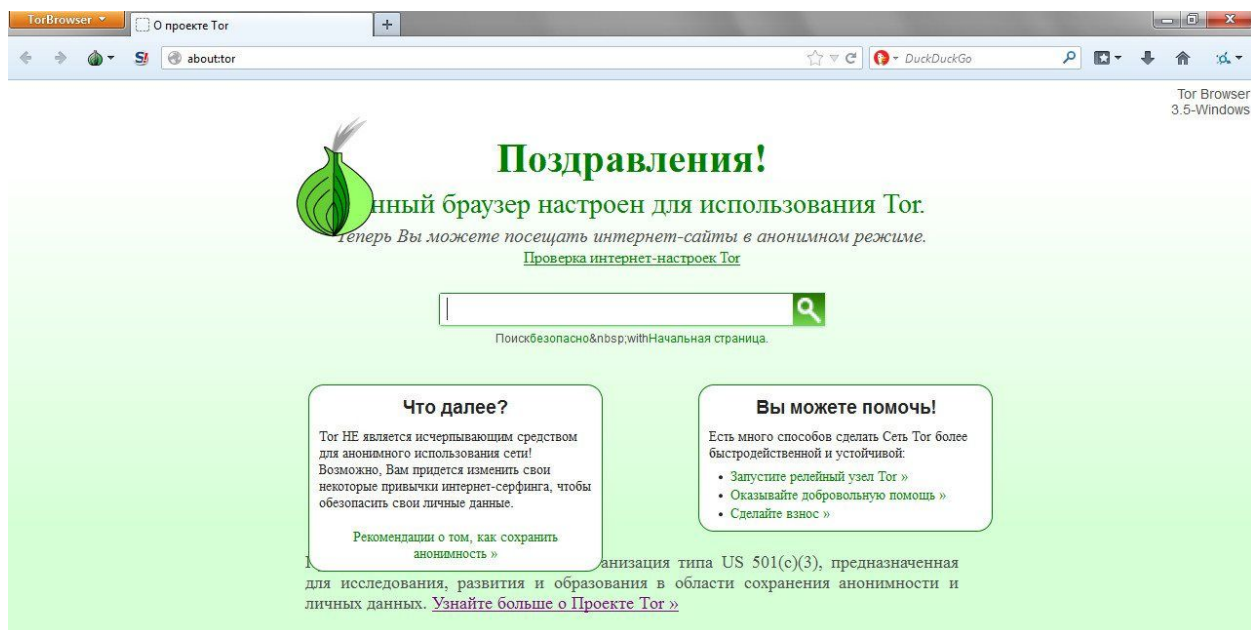 TorBrowser
О проекте Tor
about:tor
DuckDuckGo
Tor Browser
3.5-Windows
Поздравления!
нный браузер настроен для использования Tor.
Теперь Вы можете посещать интернет-сайты в анонимном режиме.
Проверка интернет-настроек Tor
Поискбезопасно&nbsp;withНачальная страница.
Что далее?
Tor НЕ является исчерпывающим средством
для анонимного использования сети!
Возможно, Вам придется изменить свои
некоторые привычки интернет-серфинга, чтобы
обезопасить свои личные данные.
Рекомендации о том, как сохранить
анонимность »
Вы можете помочь!
Есть много способов сделать Сеть Tor более
быстродейственной и устойчивой:
• Запустите релейный узел Tor »
• Оказывайте добровольную помощь »
• Сделайте взнос »
анизация типа US 501(c)(3), предназначенная
для исследования, развития и образования в области сохранения анонимности и
личных данных. Узнайте больше о Проекте Tor »